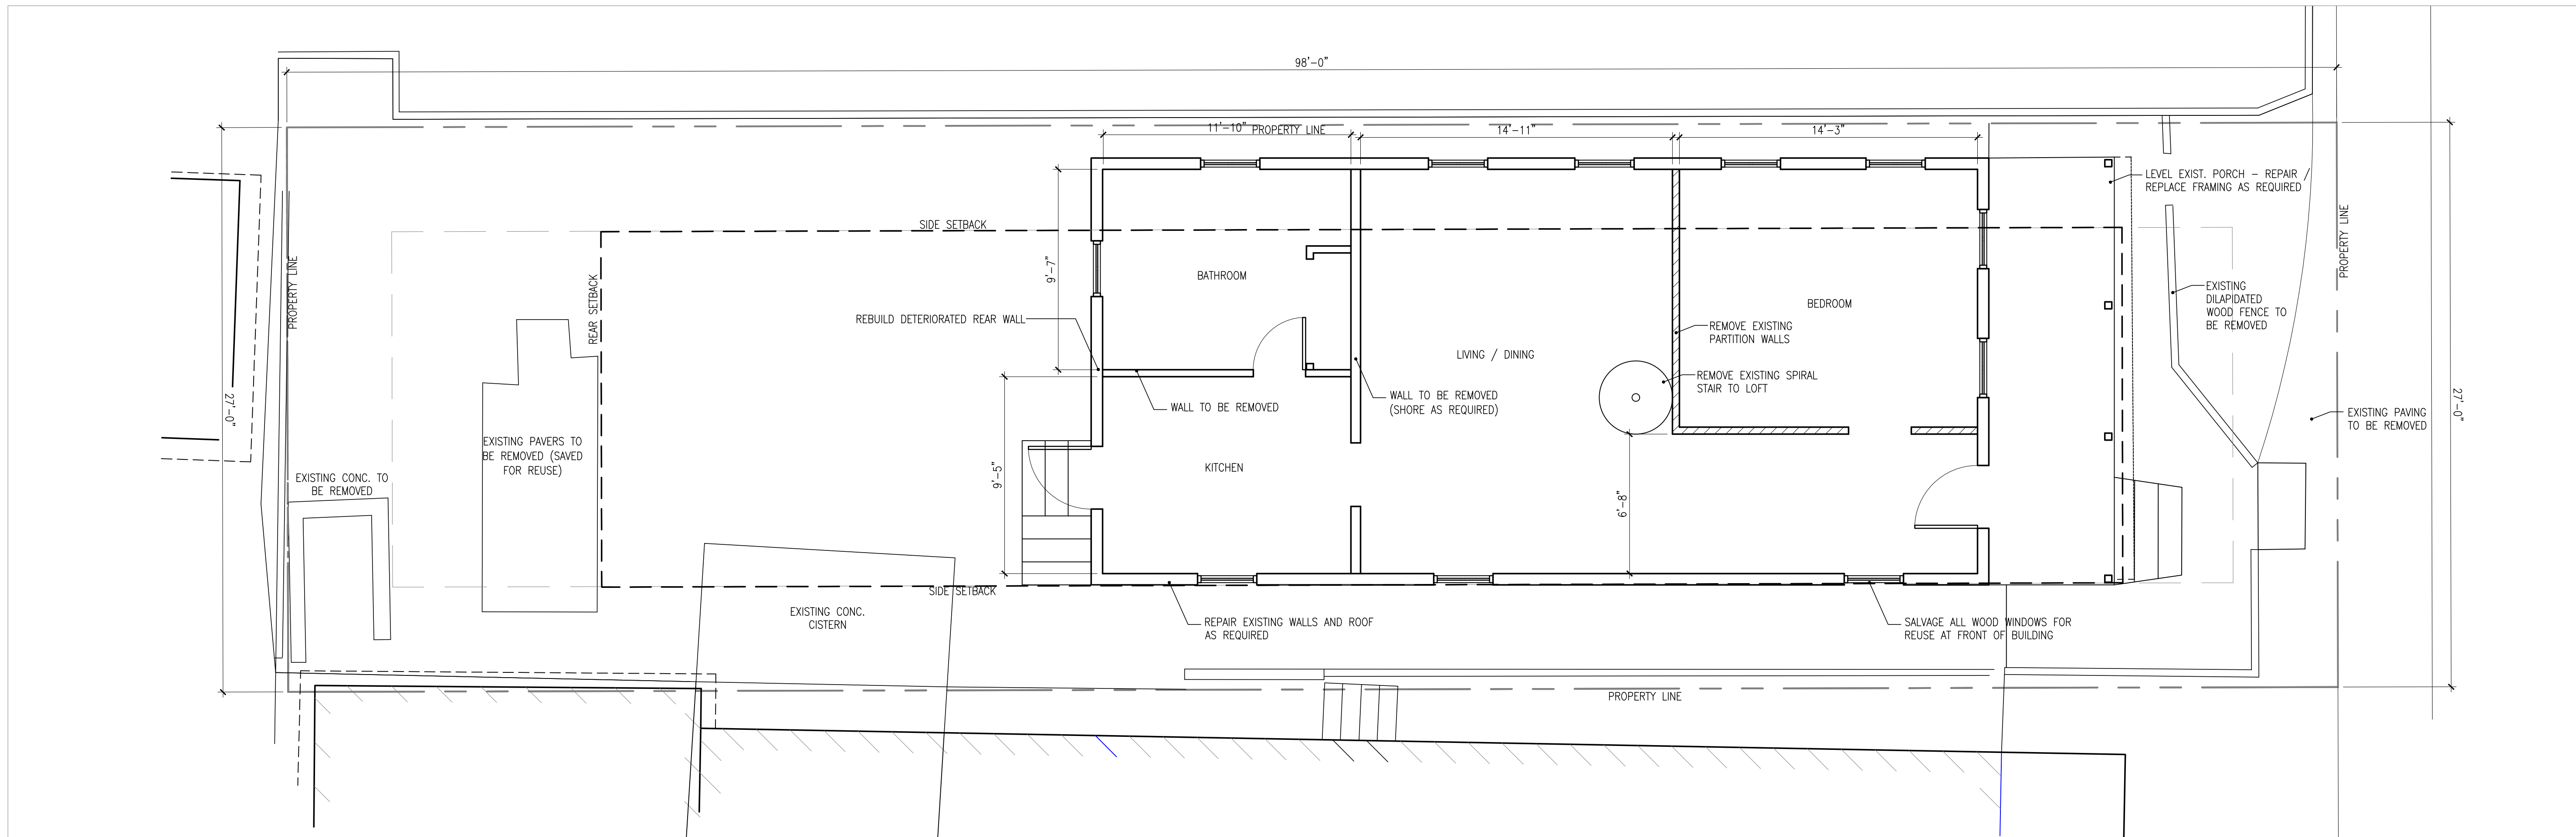 98'-0"
11'-10"
PROPERTY LINE
14'-11"
14'-3"
LEVEL EXIST. PORCH - REPAIR /
REPLACE FRAMING AS REQUIRED
SIDE SETBACK
PROPERTY LINE
PROPERTY LINE
REAR SETBACK
9'-7"
BATHROOM
BEDROOM
EXISTING
DILAPIDATED
WOOD FENCE TO
BE REMOVED
REBUILD DETERIORATED REAR WALL
REMOVE EXISTING
PARTITION WALLS
LIVING / DINING
REMOVE EXISTING SPIRAL
STAIR TO LOFT
WALL TO BE REMOVED
WALL TO BE REMOVED
(SHORE AS REQUIRED)
27'-0"
27'-0"
EXISTING PAVING
TO BE REMOVED
EXISTING PAVERS TO
BE REMOVED (SAVED
FOR REUSE)
EXISTING CONC. TO
BE REMOVED
KITCHEN
9'-5"
6'-8"
SIDE SETBACK
EXISTING CONC.
CISTERN
REPAIR EXISTING WALLS AND ROOF
AS REQUIRED
SALVAGE ALL WOOD WINDOWS FOR
REUSE AT FRONT OF BUILDING
PROPERTY LINE